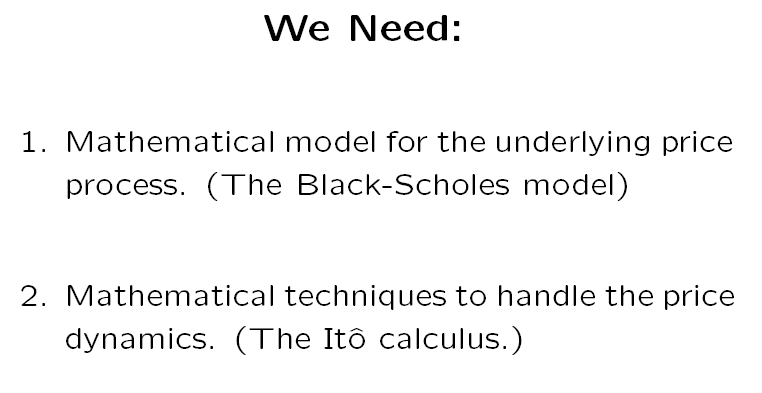 We Need:
1. Mathematical model for the underlying price
process. (The Black-Scholes model)
2. Mathematical techniques to handle the price
dynamics. (The Itô calculus.)